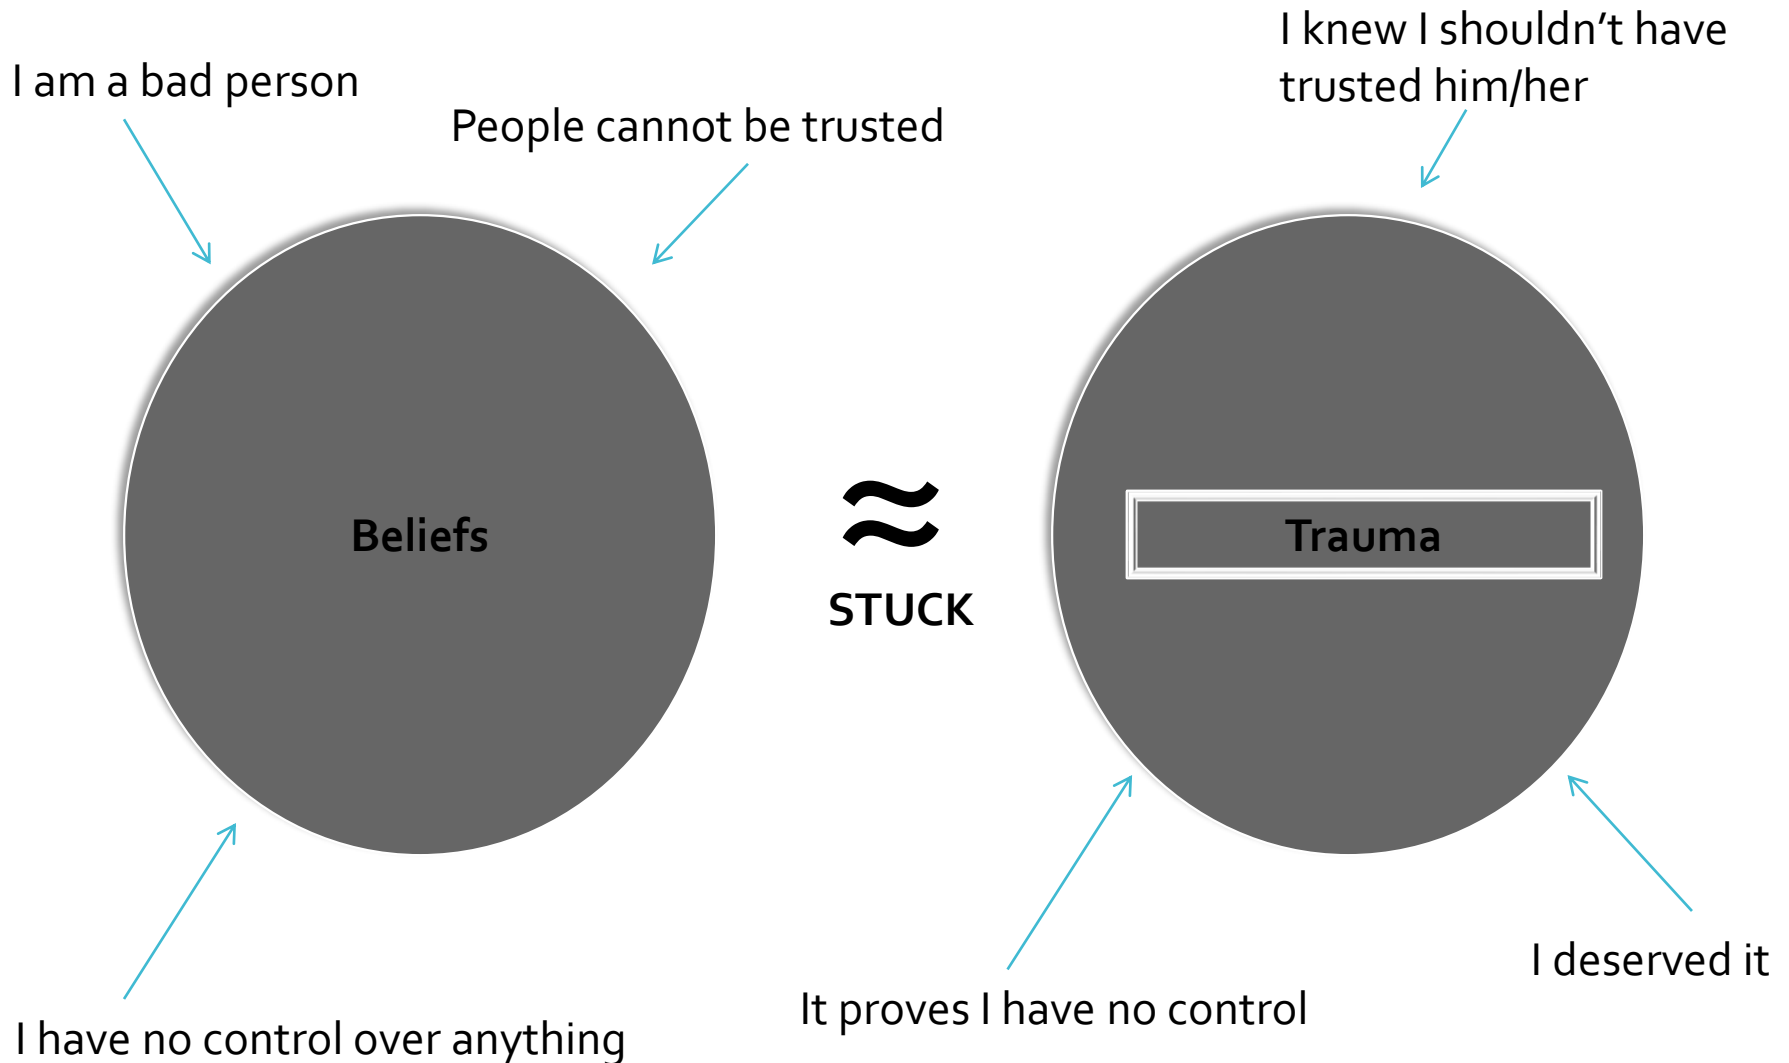 I am a bad person
People cannot be trusted
I knew I shouldn’t have
trusted him/her
Beliefs
≈
STUCK
Trauma
I have no control over anything
It proves I have no control
I deserved it